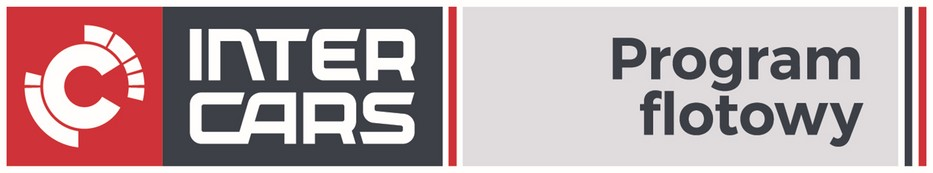 INTER
CARS
Program
flotowy